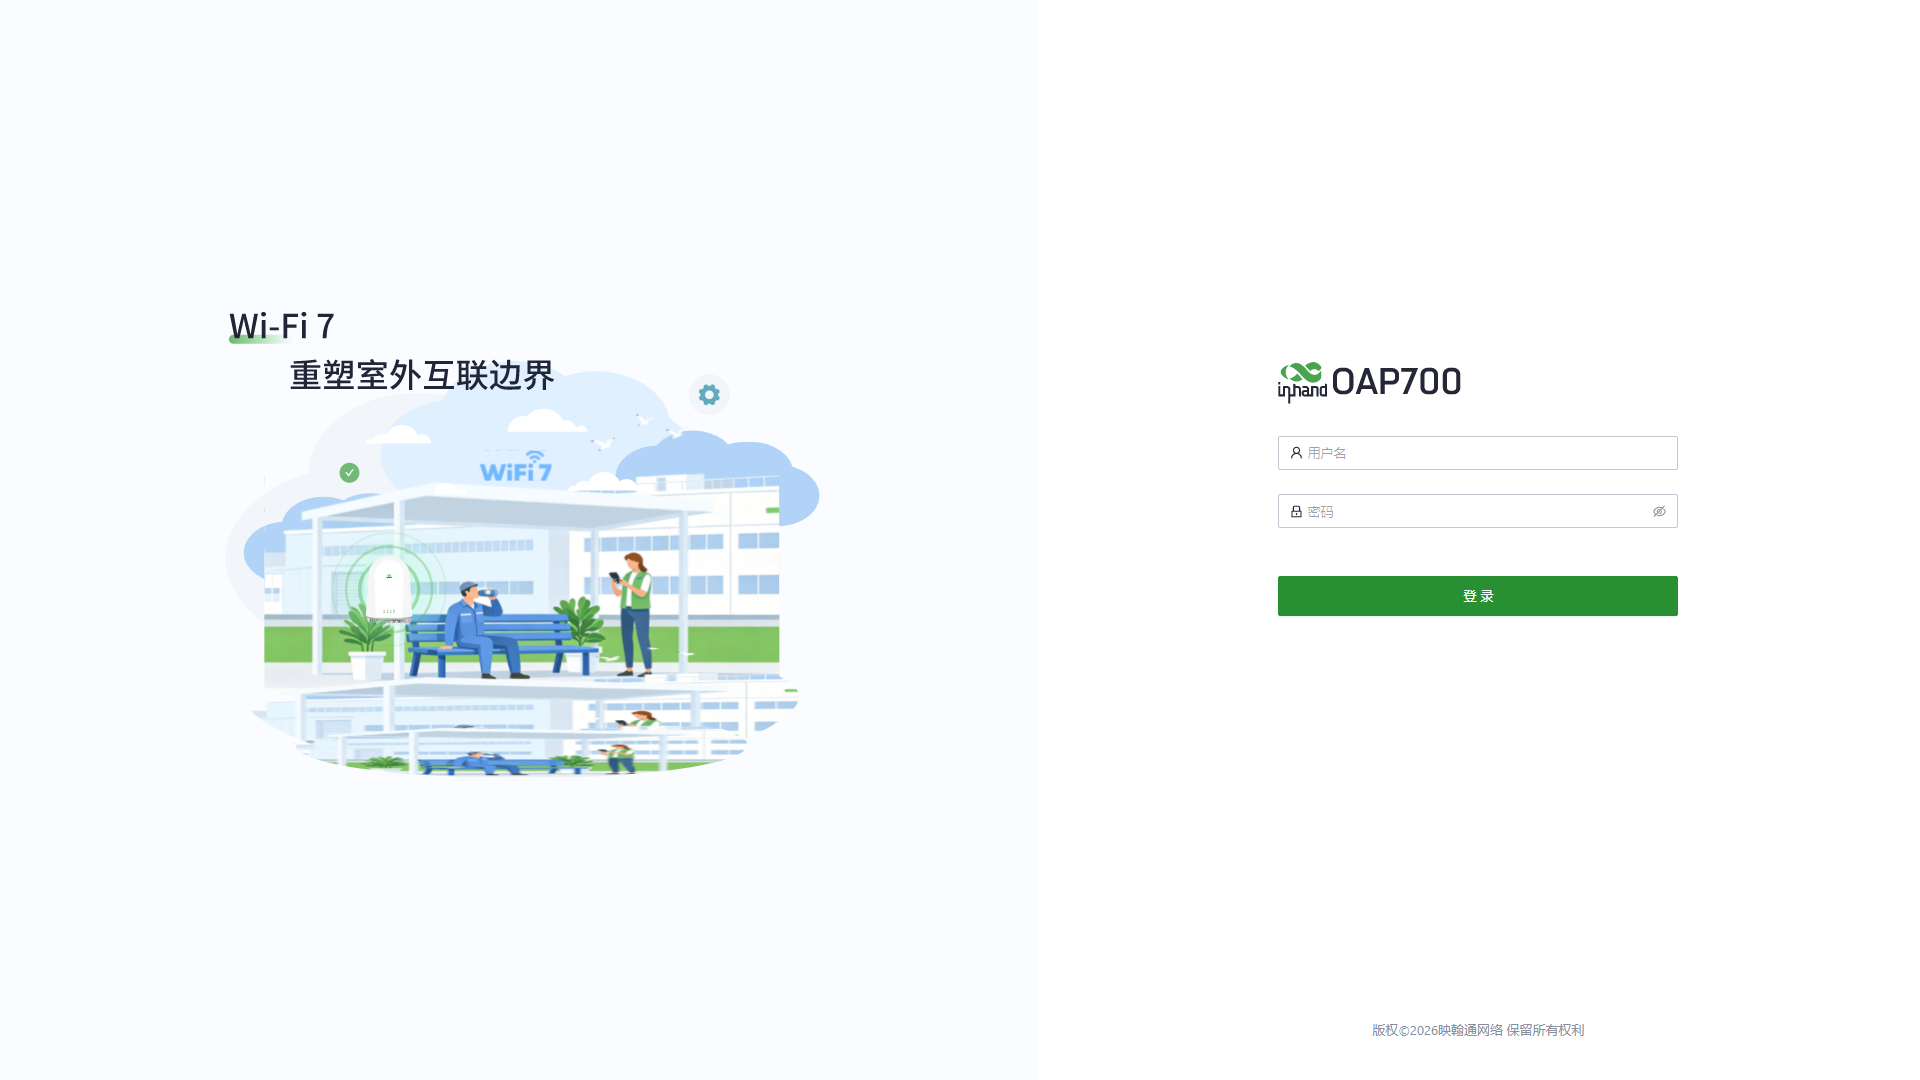 Wi-Fi 7
重塑室外互联边界
WiFi 7
inhand OAP700
用户名
密码
登录
版权©2026映翰通网络 保留所有权利